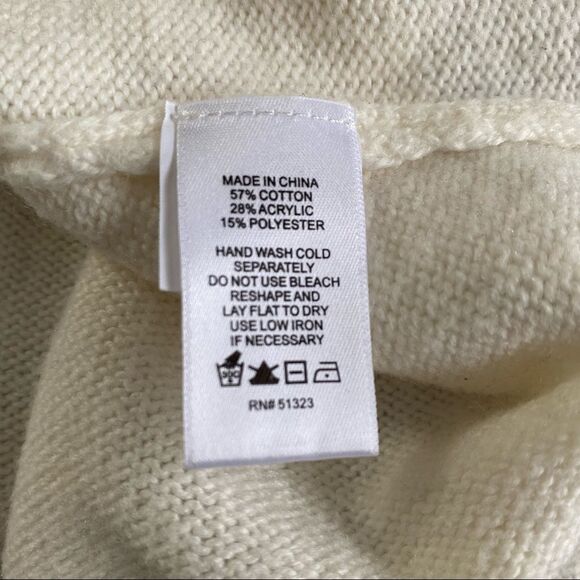 MADE IN CHINA
57% COTTON
28% ACRYLIC
15% POLYESTER
HAND WASH COLD
SEPARATELY
DO NOT USE BLEACH
RESHAPE AND
LAY FLAT TO DRY
USE LOW IRON
IF NECESSARY
RN# 51323